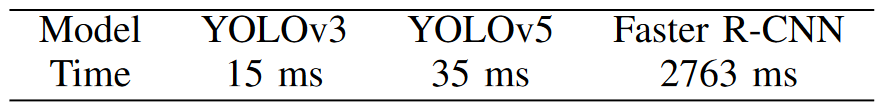 Model YOLOv3 YOLOv5 Faster R-CNN
Time 15 ms 35 ms 2763 ms